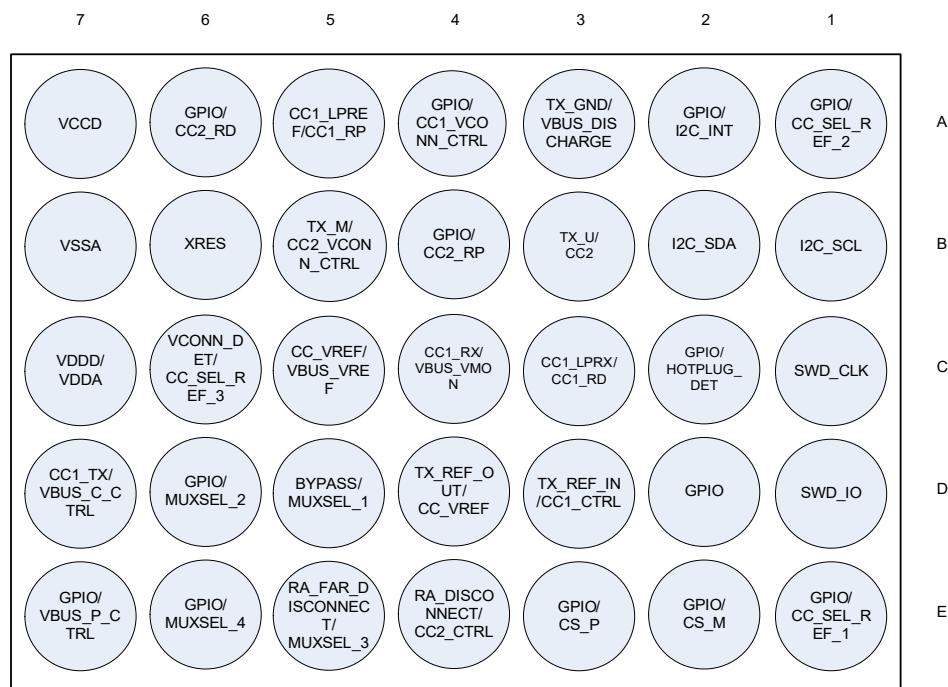 7 6 5 4 3 2 1
VCCD
GPIO/
CC2_RD
CC1_LPRE
F/CC1_RP
GPIO/
CC1_VCO
NN_CTRL
TX_GND/
VBUS_DIS
CHARGE
GPIO/
I2C_INT
GPIO/
CC_SEL_R
EF_2
A
VSSA
XRES
TX_M/
CC2_VCON
N_CTRL
GPIO/
CC2_RP
TX_U/
CC2
I2C_SDA
I2C_SCL
B
VDDD/
VDDA
VCONN_D
ET/
CC_SEL_R
EF_3
CC_VREF/
VBUS_VRE
F
CC1_RX/
VBUS_VMO
N
CC1_LPRX/
CC1_RD
GPIO/
HOTPLUG_
DET
SWD_CLK
C
CC1_TX/
VBUS_C_C
TRL
GPIO/
MUXSEL_2
BYPASS/
MUXSEL_1
TX_REF_O
UT/
CC_VREF
TX_REF_IN
/CC1_CTRL
GPIO
SWD_IO
D
GPIO/
VBUS_P_C
TRL
GPIO/
MUXSEL_4
RA_FAR_D
ISCONNEC
T/
MUXSEL_3
RA_DISCO
NNECT/
CC2_CTRL
GPIO/
CS_P
GPIO/
CS_M
GPIO/
CC_SEL_R
EF_1
E